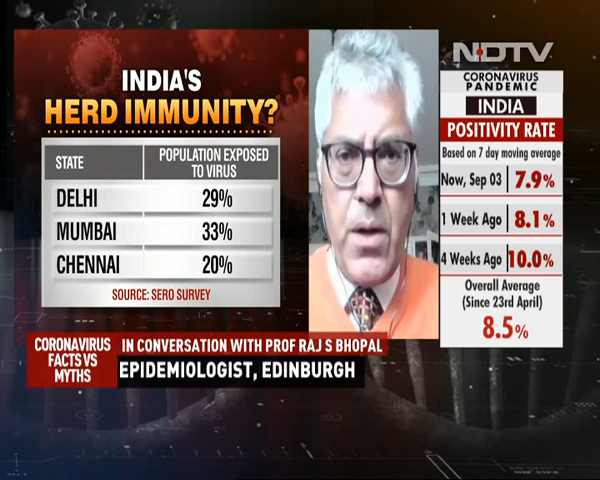 INDIA'S
HERD IMMUNITY?
STATE POPULATION EXPOSED TO VIRUS
DELHI 29%
MUMBAI 33%
CHENNAI 20%
SOURCE: SERO SURVEY
NDTV
CORONAVIRUS
PANDEMIC
INDIA
POSITIVITY RATE
Based on 7 day moving average
Now, Sep 03 7.9%
1 Week Ago 8.1%
4 Weeks Ago 10.0%
Overall Average
(Since 23rd April)
8.5%
CORONAVIRUS
FACTS VS
MYTHS
IN CONVERSATION WITH PROF RAJ S BHOPAL
EPIDEMIOLOGIST, EDINBURGH